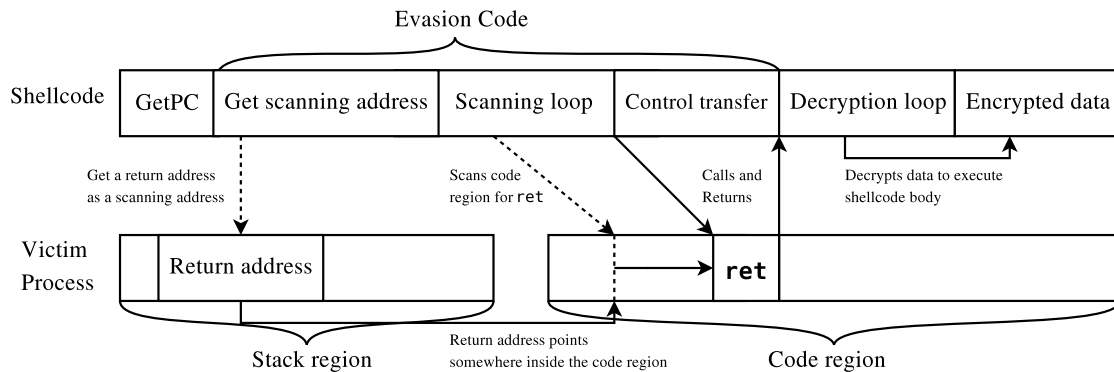 Evasion Code
Shellcode
GetPC
Get scanning address
Scanning loop
Control transfer
Decryption loop
Encrypted data
Get a return address
as a scanning address
Scans code
region for ret
Calls and
Returns
Decrypts data to execute
shellcode body
Victim
Process
Return address
ret
Return address points
somewhere inside the code region
Stack region
Code region